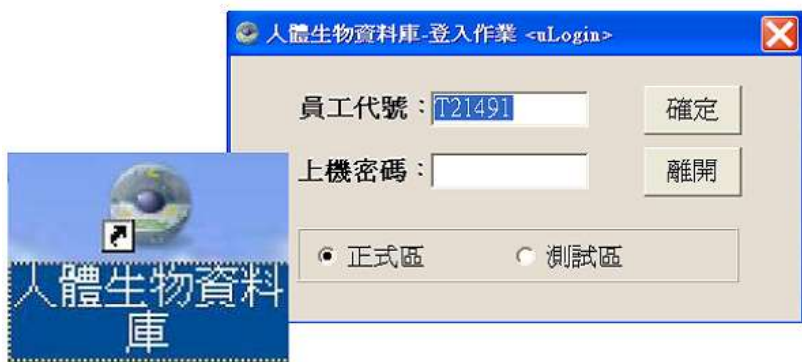 人體生物資料庫-登入作業 <uLogin>
員工代號：T21491
確定
上機密碼：
離開
正式區
測試區
人體生物資料
庫